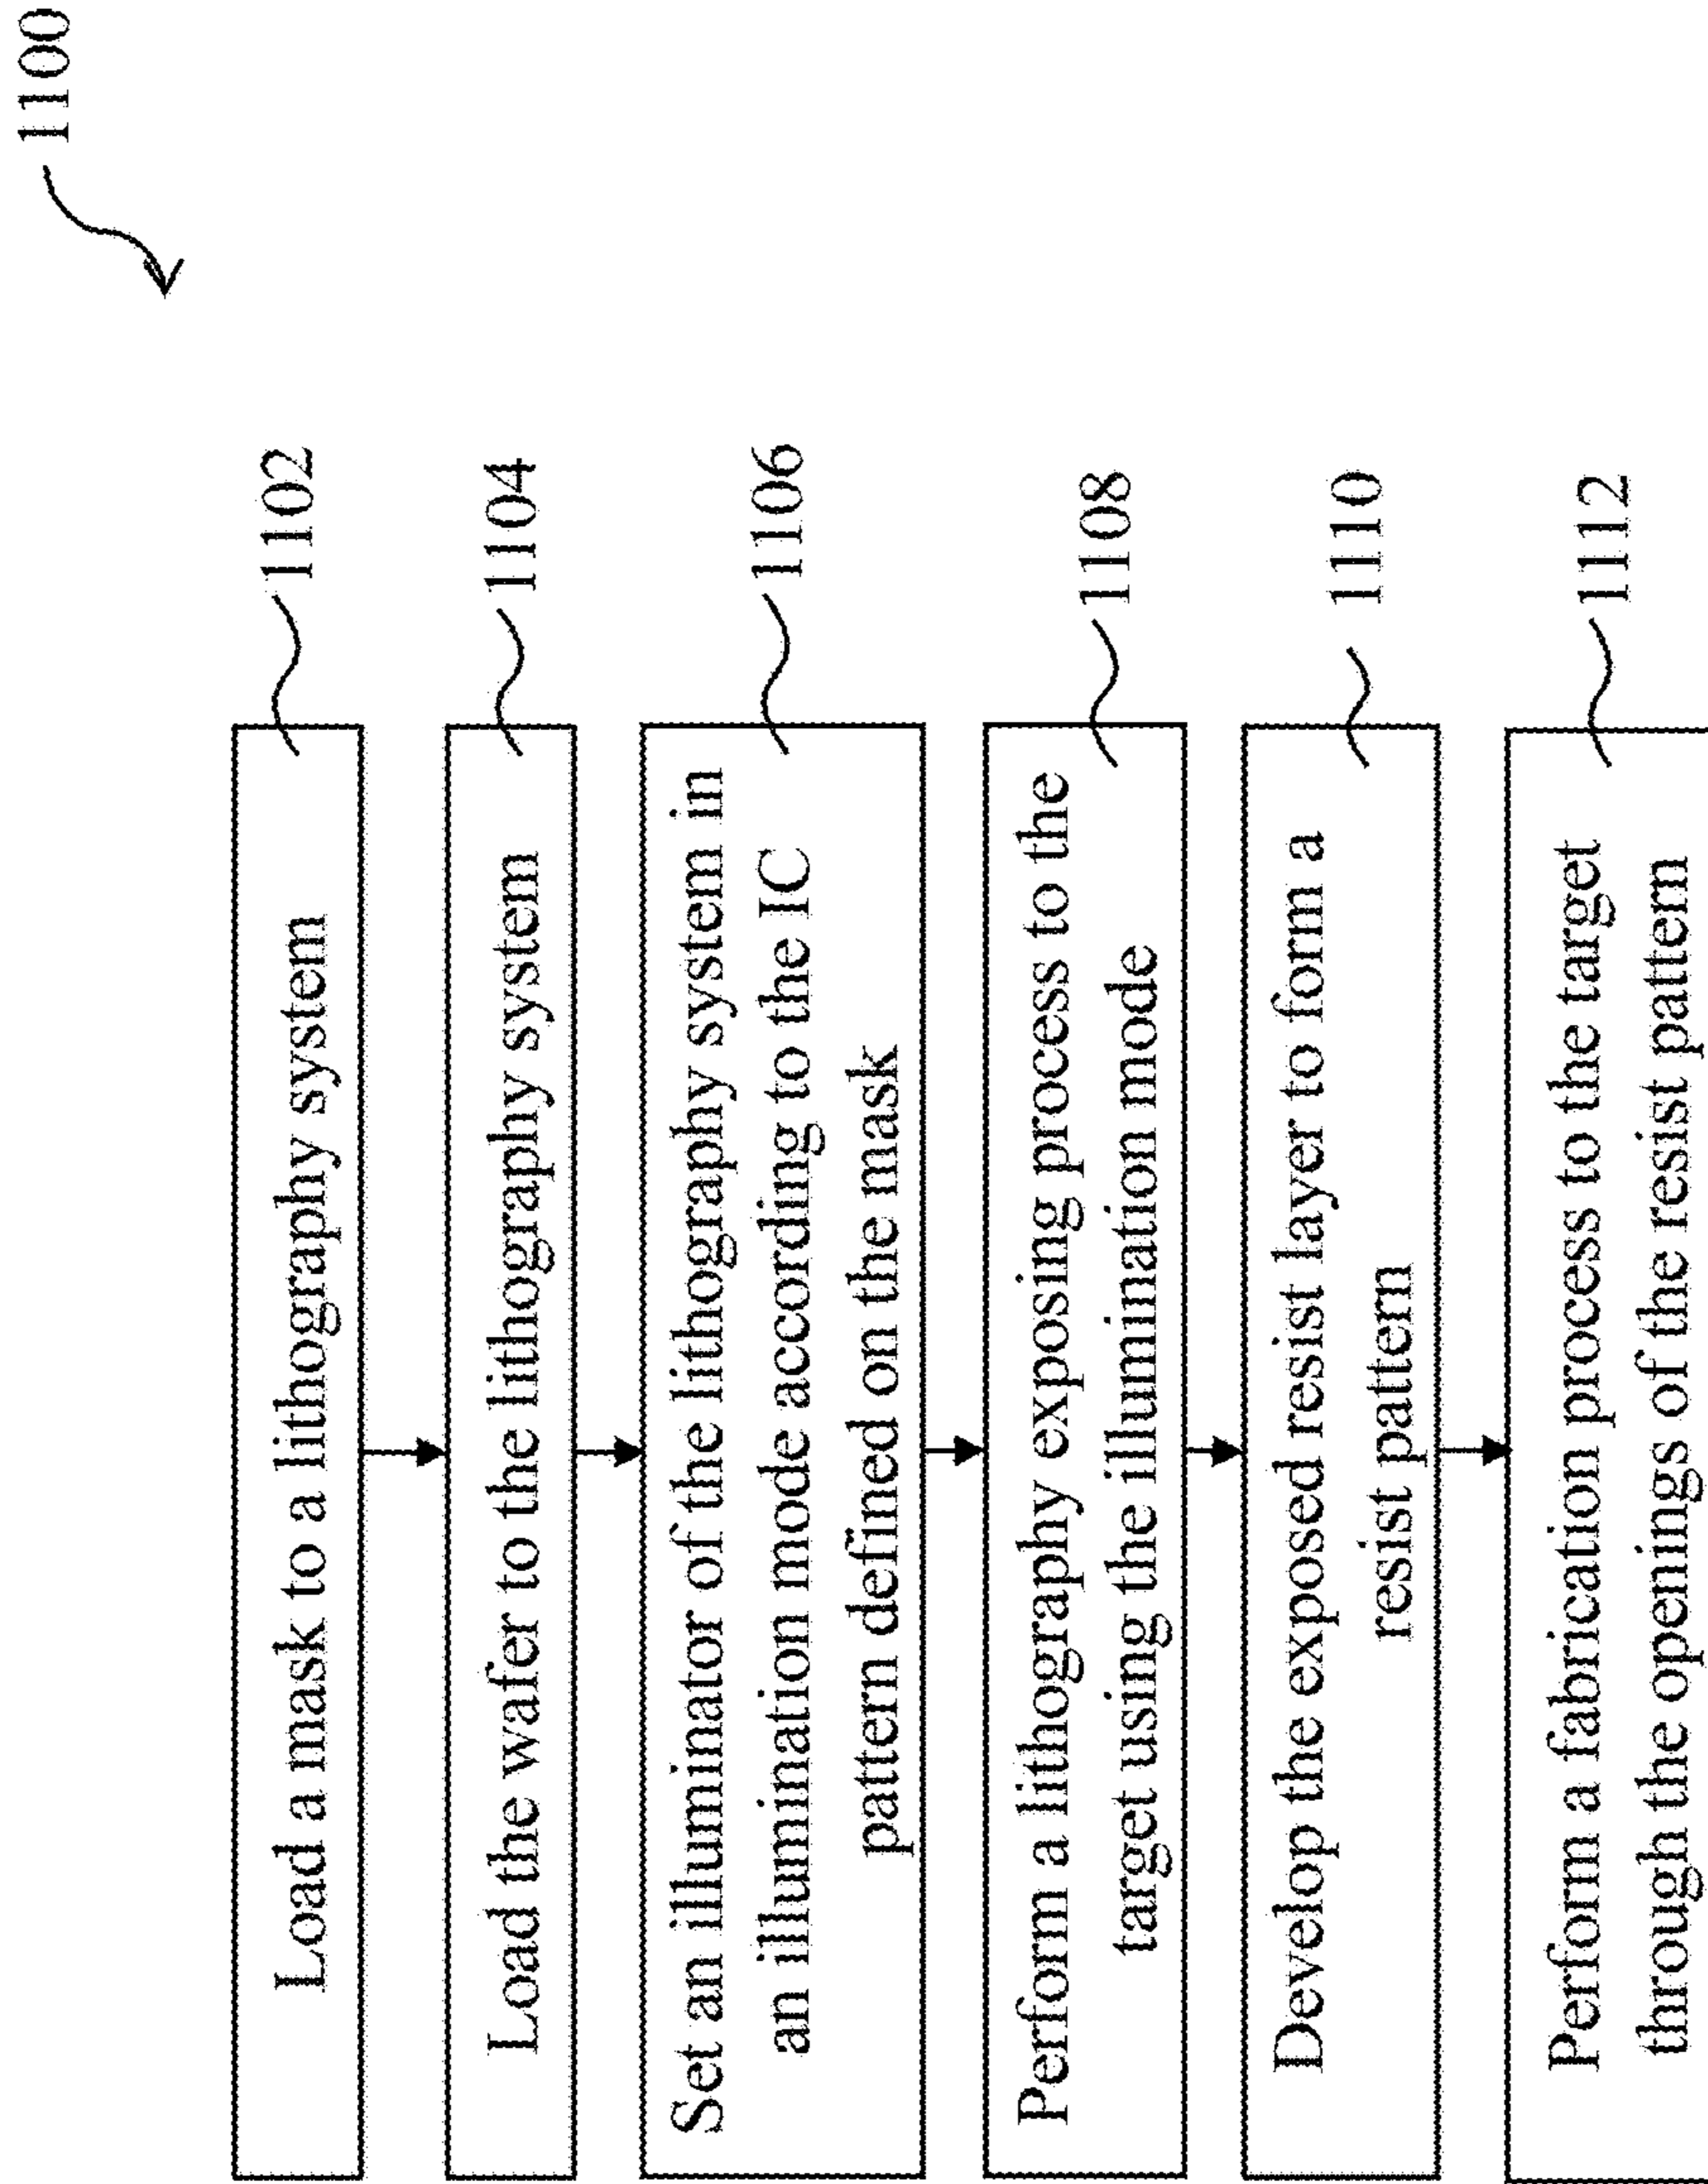 1100
Load a mask to a lithography system
1102
Load the wafer to the lithography system
1104
Set an illuminator of the lithography system in
an illumination mode according to the IC
pattern defined on the mask
1106
Perform a lithography exposing process to the
target using the illumination mode
1108
Develop the exposed resist layer to form a
resist pattern
1110
Perform a fabrication process to the target
through the openings of the resist pattern
1112